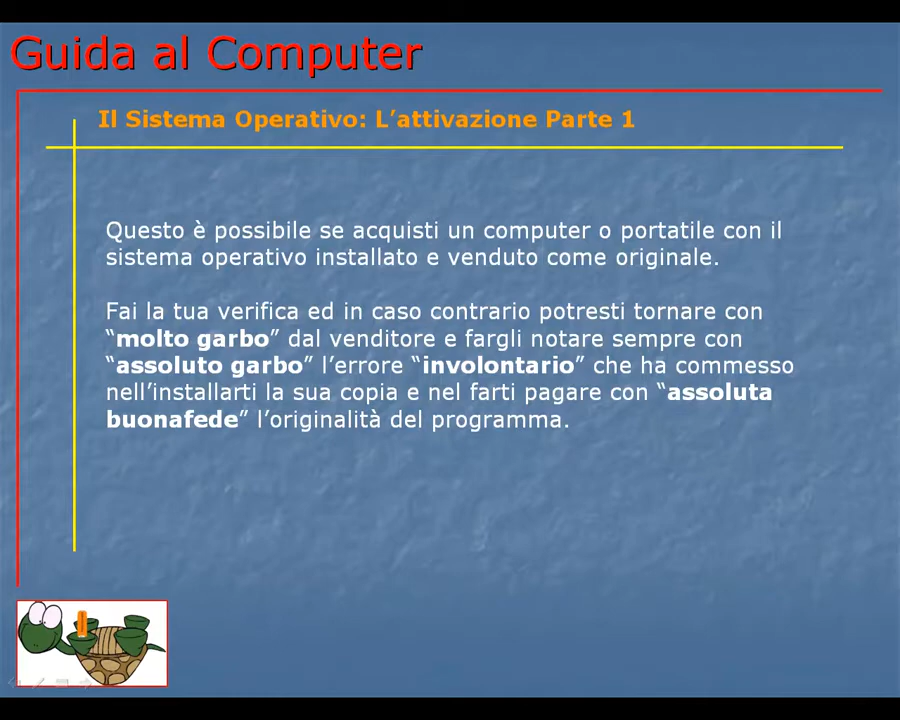 Guida al Computer
Il Sistema Operativo: L’attivazione Parte 1
Questo è possibile se acquisti un computer o portatile con il
sistema operativo installato e venduto come originale.
Fai la tua verifica ed in caso contrario potresti tornare con
“molto garbo” dal venditore e fargli notare sempre con
“assoluto garbo” l’errore “involontario” che ha commesso
nell’installarti la sua copia e nel farti pagare con “assoluta
buonafede” l’originalità del programma.